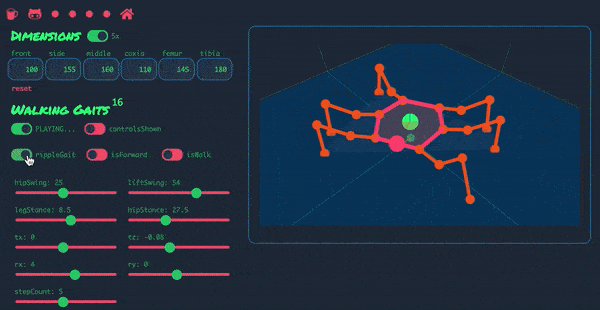 DIMENSIONS 5x
front side middle coxia femur tibia
100 155 160 110 145 180
reset
WALKING GAITS 16
PLAYING... controlsShown
rippleGait isForward isWalk
hipSwing: 25 liftSwing: 54
legStance: 8.5 hipStance: 27.5
tx: 0 tz: -0.08
rx: 4 ry: 0
stepCount: 5